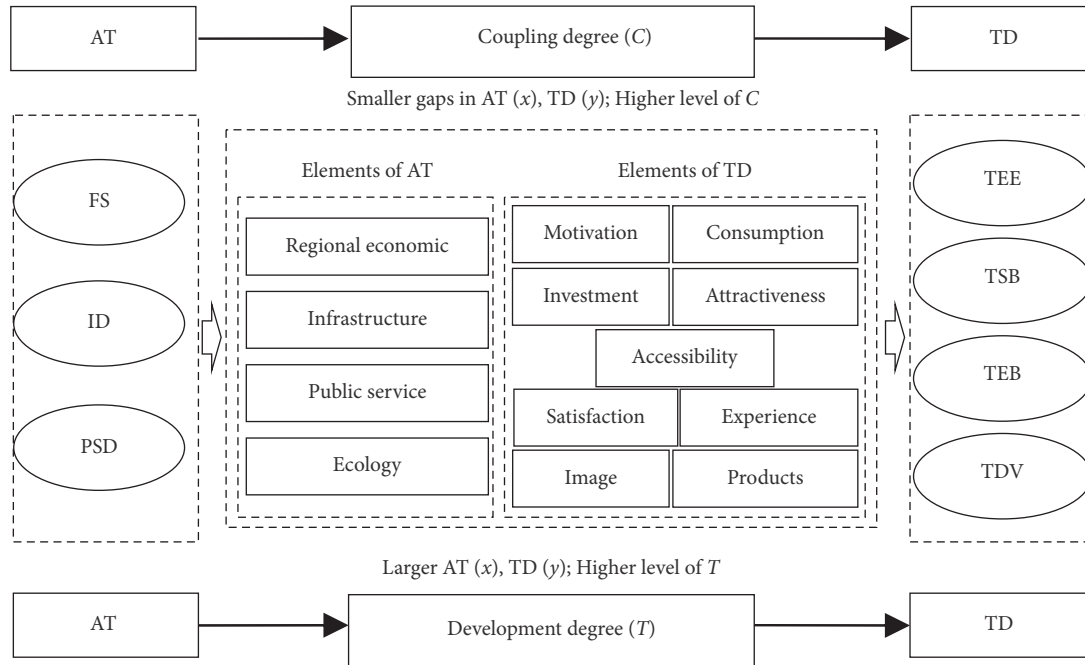 AT
Coupling degree (C)
TD
Smaller gaps in AT (x), TD (y); Higher level of C
FS
ID
PSD
Elements of AT
Regional economic
Infrastructure
Public service
Ecology
Elements of TD
Motivation
Consumption
Investment
Attractiveness
Accessibility
Satisfaction
Experience
Image
Products
TEE
TSB
TEB
TDV
Larger AT (x), TD (y); Higher level of T
AT
Development degree (T)
TD